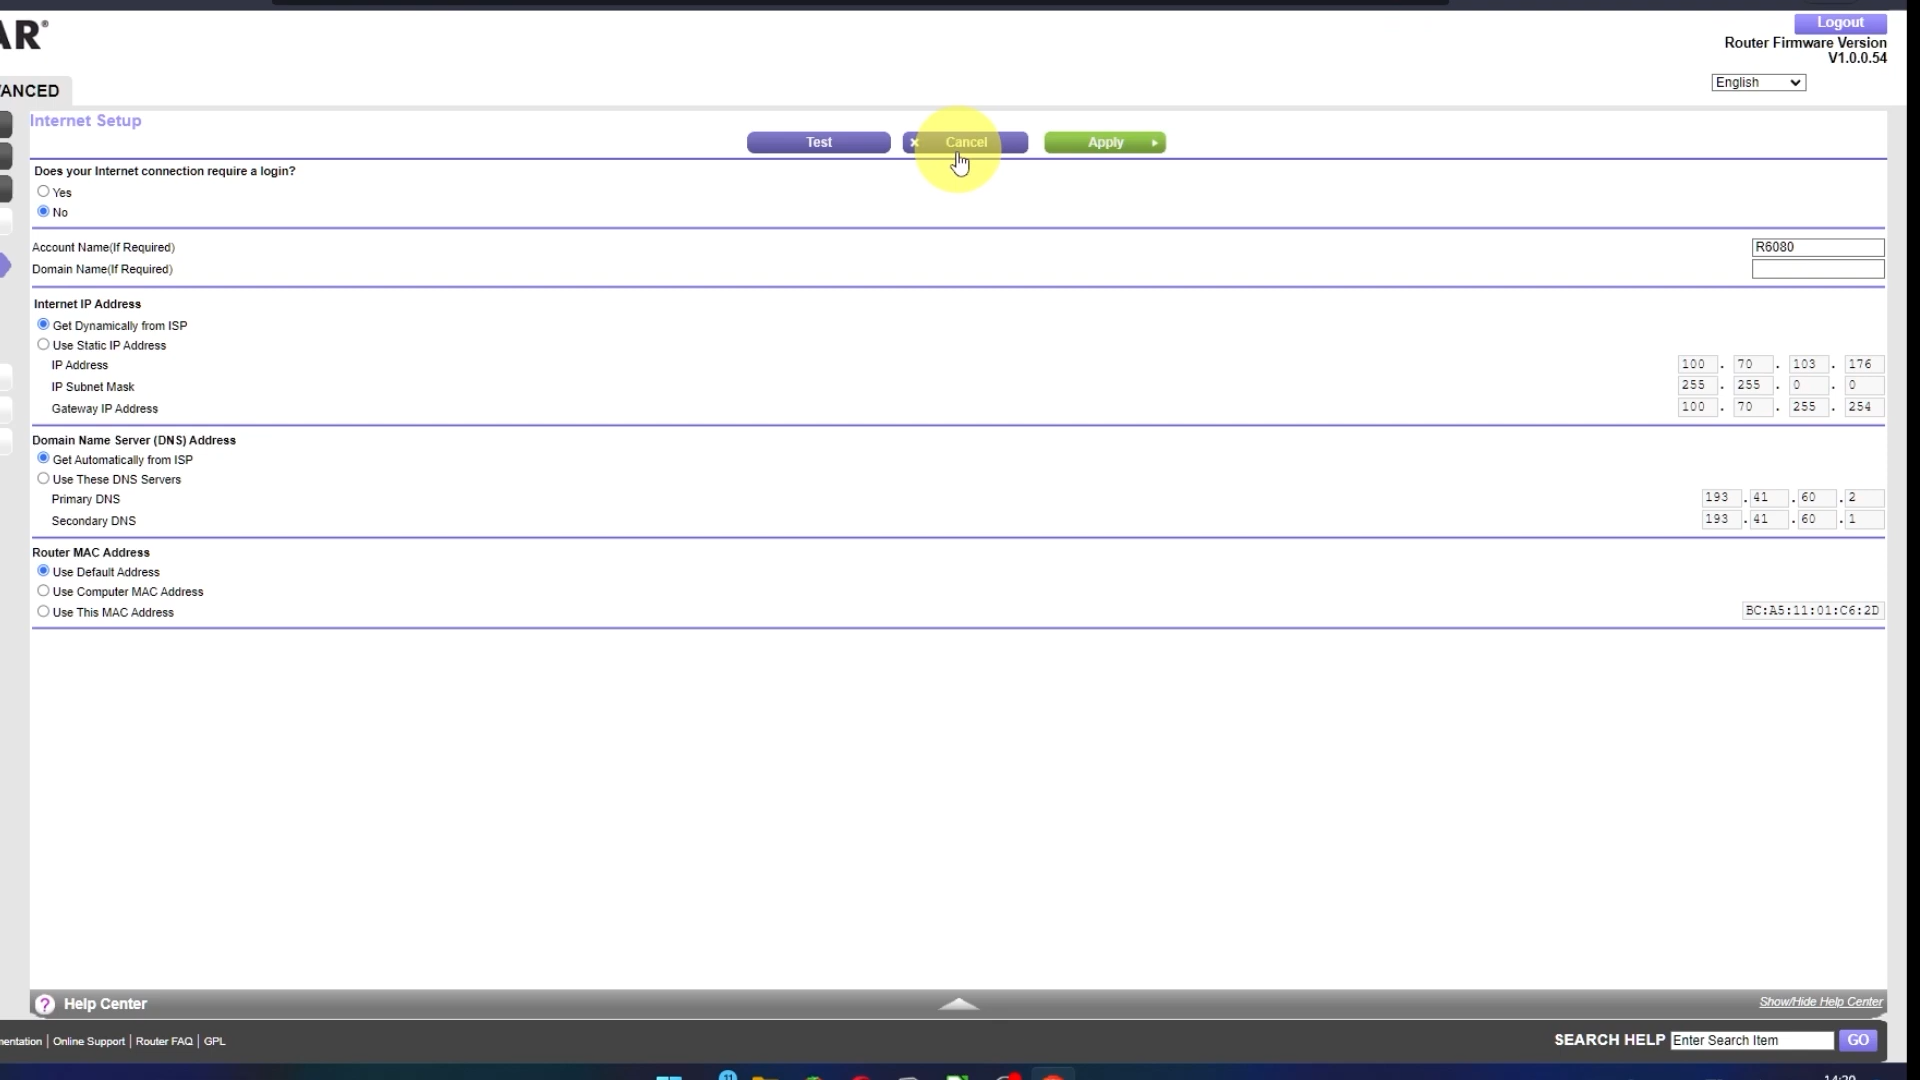 AR®
Logout
Router Firmware Version
V1.0.0.54
English
ANCED
Internet Setup
Test
× Cancel
Apply
Does your Internet connection require a login?
Yes
No
Account Name(If Required) R6080
Domain Name(If Required)
Internet IP Address
Get Dynamically from ISP
Use Static IP Address
IP Address 100 . 70 . 103 . 176
IP Subnet Mask 255 . 255 . 0 . 0
Gateway IP Address 100 . 70 . 255 . 254
Domain Name Server (DNS) Address
Get Automatically from ISP
Use These DNS Servers
Primary DNS 193 . 41 . 60 . 2
Secondary DNS 193 . 41 . 60 . 1
Router MAC Address
Use Default Address
Use Computer MAC Address
Use This MAC Address BC:A5:11:01:C6:2D
? Help Center Show/Hide Help Center
mentation | Online Support | Router FAQ | GPL SEARCH HELP Enter Search Item GO
11